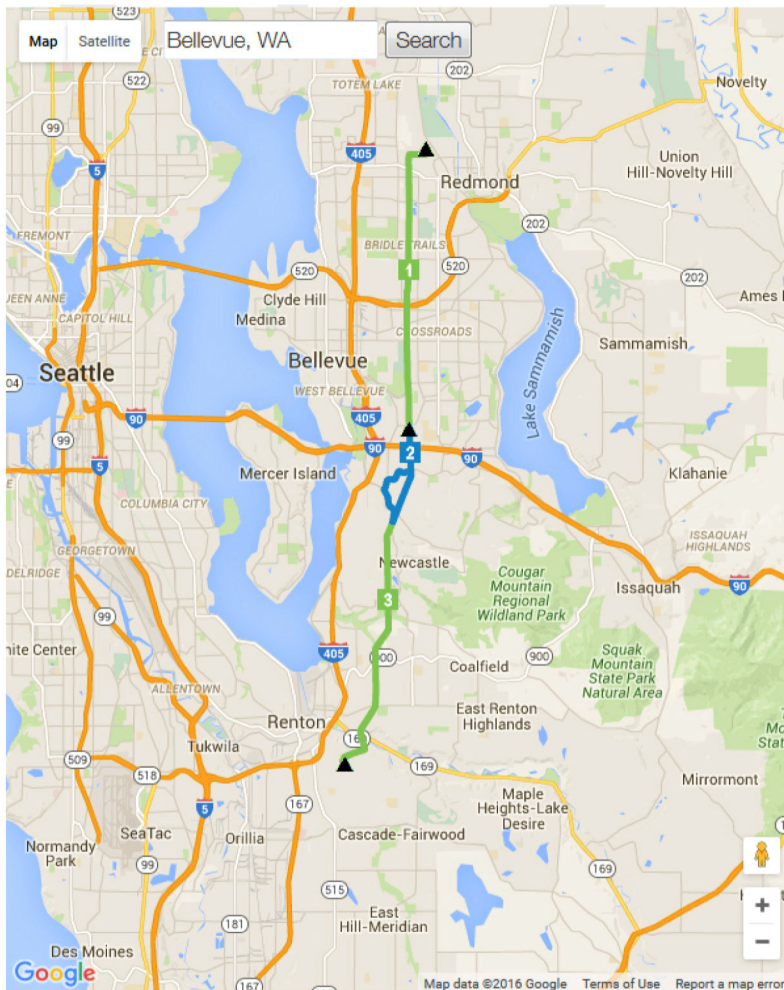 Map
Satellite
Bellevue, WA
Search
523
99
522
TOTEM LAKE
202
Novelty
405
5
Redmond
Union
Hill-Novelty Hill
202
FREMONT
BRIDLE TRAILS
1
520
520
202
Clyde Hill
Medina
CAPITOL HILL
Ames
CROSSROADS
Lake Sammamish
Sammamish
Bellevue
Seattle
WEST BELLEVUE
405
90
99
90
2
90
5
Mercer Island
Klahanie
COLUMBIA CITY
ISSAQUAH
HIGHLANDS
GEORGETOWN
Newcastle
Cougar
Mountain
Regional
Wildland Park
Issaquah
90
3
99
405
900
900
Coalfield
Squak
Mountain
State Park
Natural Area
ALLENTOWN
East Renton
Highlands
Renton
Tukwila
169
509
518
169
Mirrormont
5
167
Maple
Heights-Lake
Desire
SeaTac
Orillia
Cascade-Fairwood
Normandy
Park
99
169
515
181
East
Hill-Meridian
Des Moines
167
Google
Map data ©2016 Google
Terms of Use
Report a map error